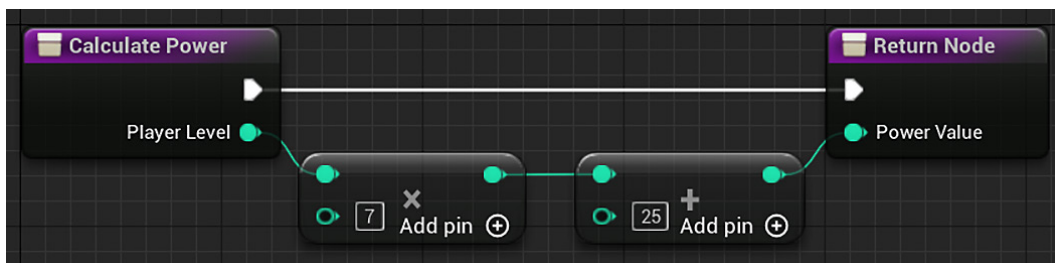 Calculate Power
Return Node
Player Level
Power Value
7
×
Add pin
25
+
Add pin